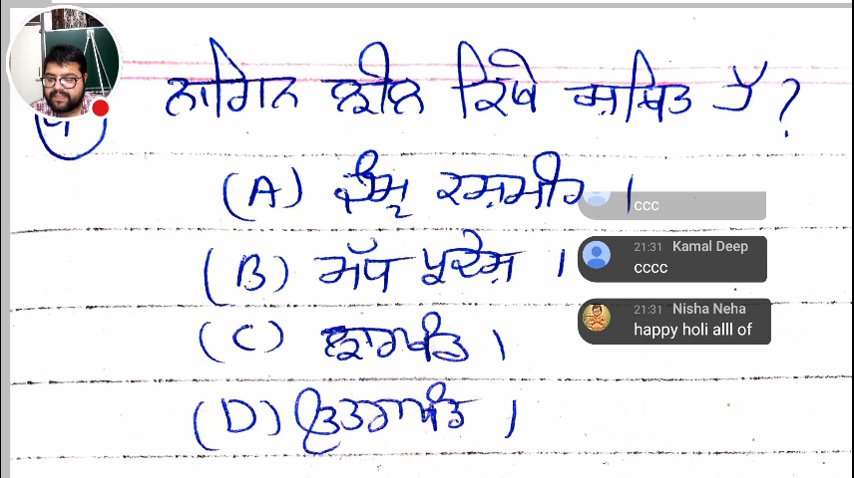 ਨਾਗਿਨ ਝੀਲ ਕਿੱਥੇ ਸਥਿਤ ਹੈ?
(A) ਜੰਮੂ ਕਸ਼ਮੀਰ ।
ccc
(B) ਮੱਧ ਪ੍ਰਦੇਸ਼ ।
21:31 Kamal Deep
cccc
21:31 Nisha Neha
happy holi alll of
(C) ਝਾਰਖੰਡ ।
(D) ਉਤਰਾਖੰਡ ।